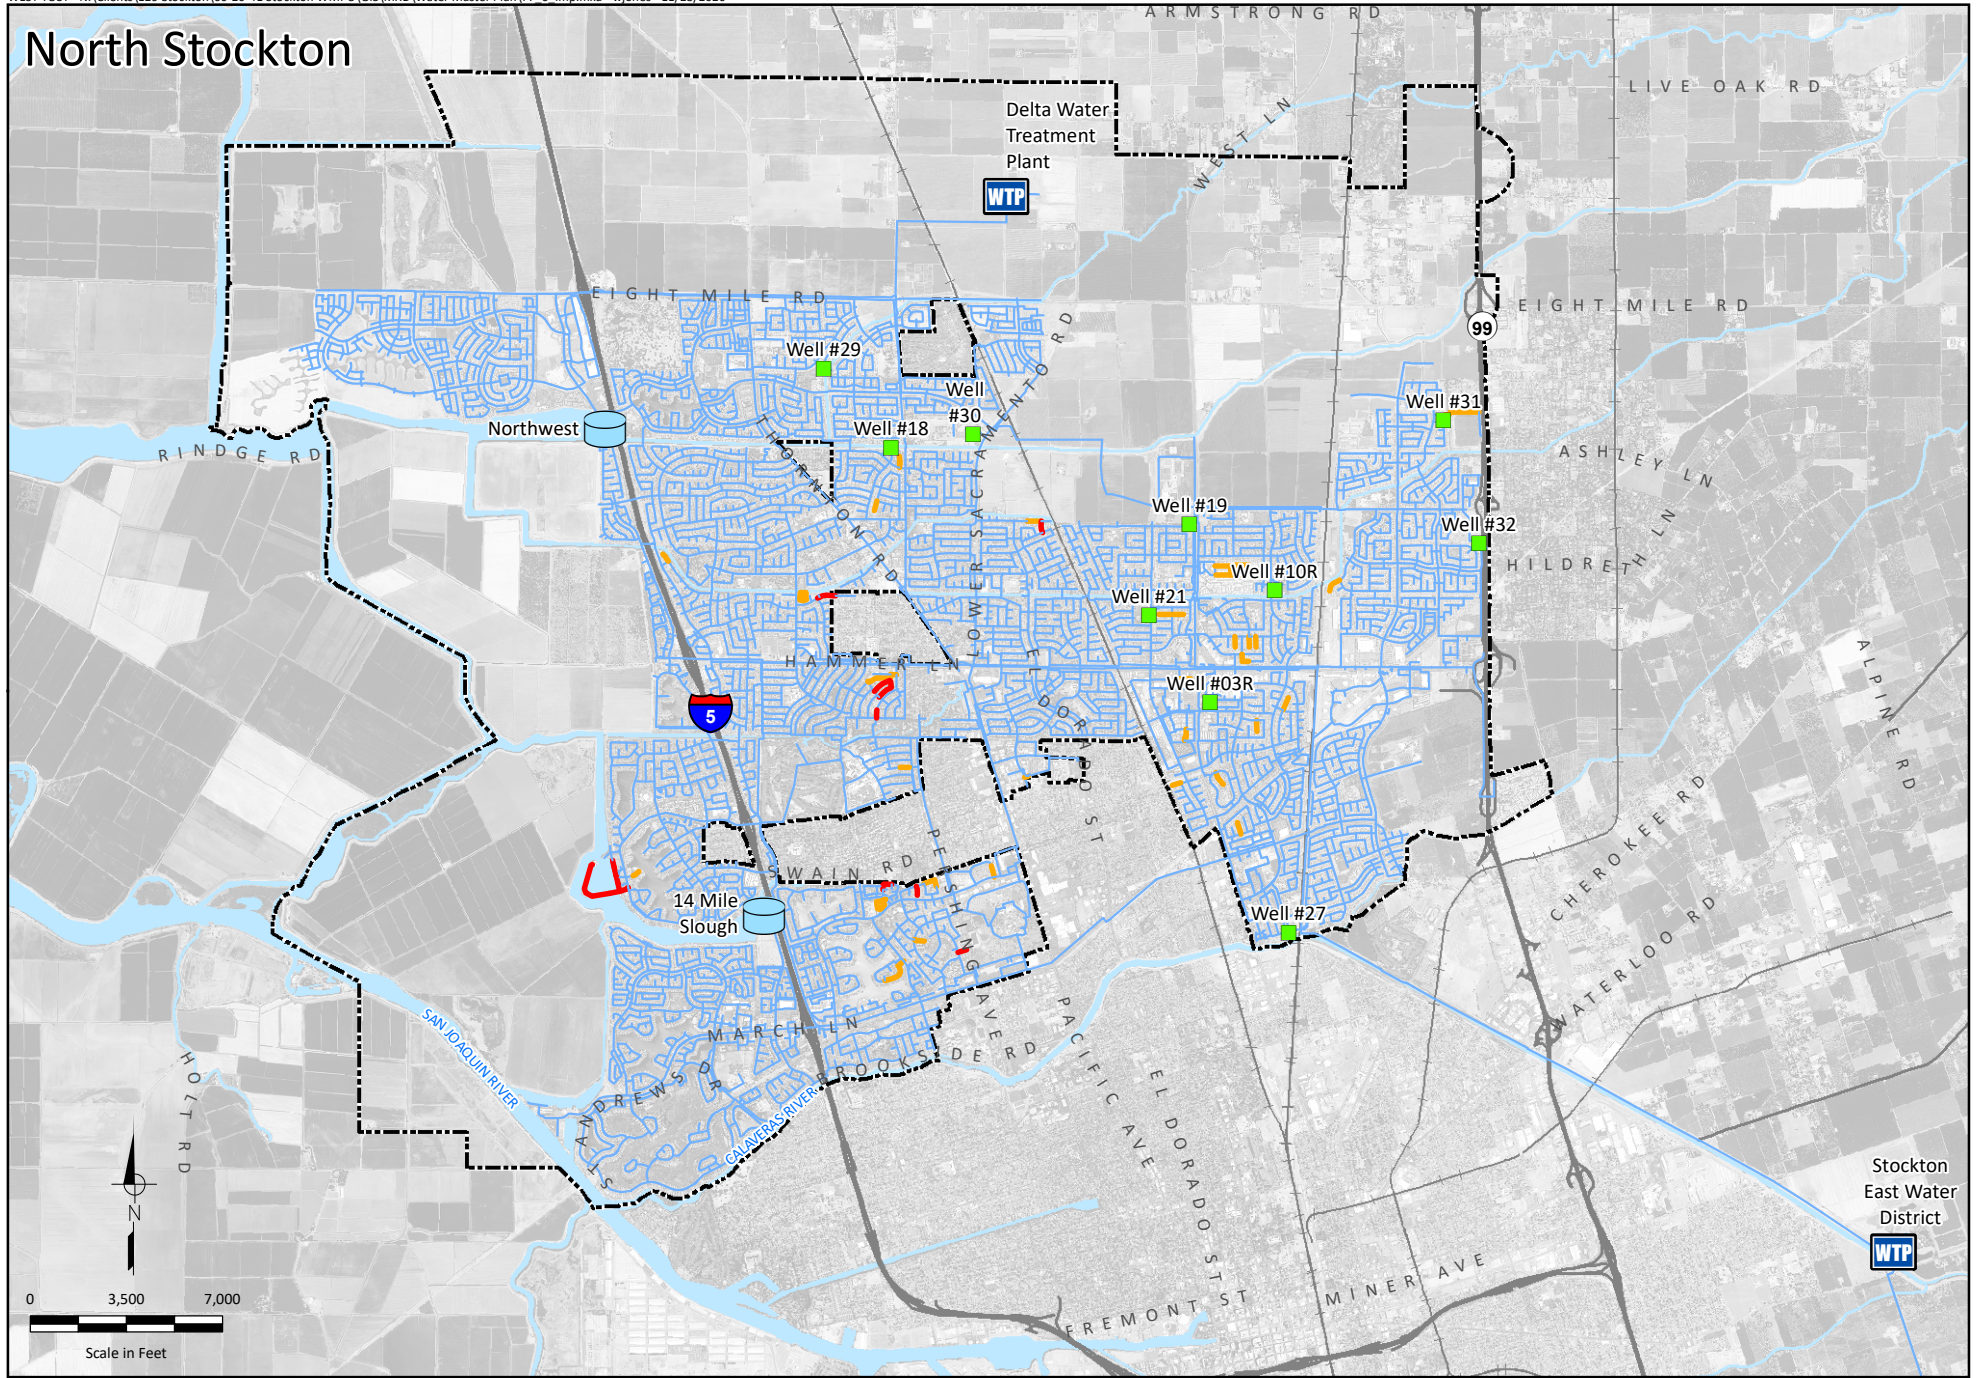 North Stockton
ARMSTRONG RD
LIVE OAK RD
Delta Water
Treatment
Plant
WTP
WEST LN
EIGHT MILE RD
EIGHT MILE RD
99
Well #29
Well
#30
Well #18
Northwest
Well #31
RINDGE RD
THORNTON RD
LOWER SACRAMENTO RD
ASHLEY LN
Well #19
Well #32
HILDRETH LN
Well #10R
Well #21
HAMMER LN
EL DORADO ST
Well #03R
5
ALPINE RD
CHEROKEE RD
SWAIN RD
PERSHING AVE
14 Mile
Slough
Well #27
WATERLOO RD
SAN JOAQUIN RIVER
MARCH LN
BROOKSIDE RD
PACIFIC AVE
HOLT RD
ST ANDREWS DR
CALAVERAS RIVER
EL DORADO ST
N
Stockton
East Water
District
WTP
MINER AVE
FREMONT ST
0 3,500 7,000
Scale in Feet